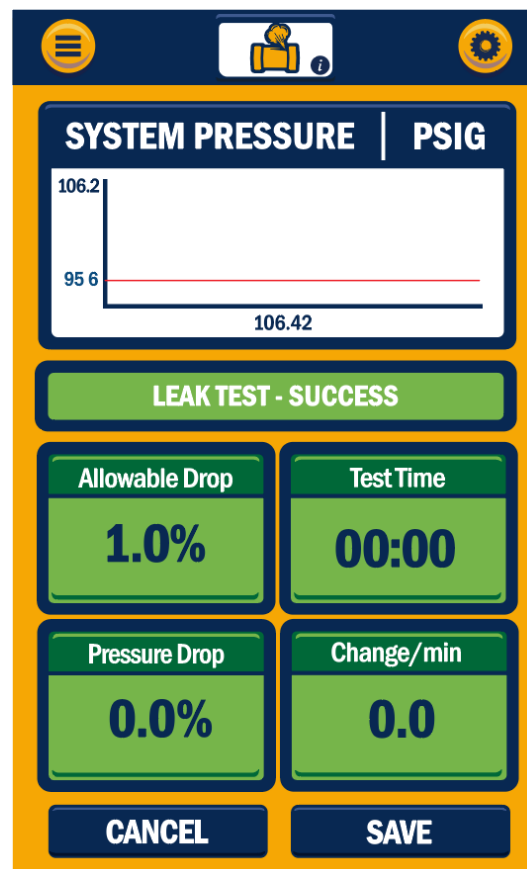 i
SYSTEM PRESSURE | PSIG
106.2
95 6
106.42
LEAK TEST - SUCCESS
Allowable Drop
1.0%
Test Time
00:00
Pressure Drop
0.0%
Change/min
0.0
CANCEL
SAVE